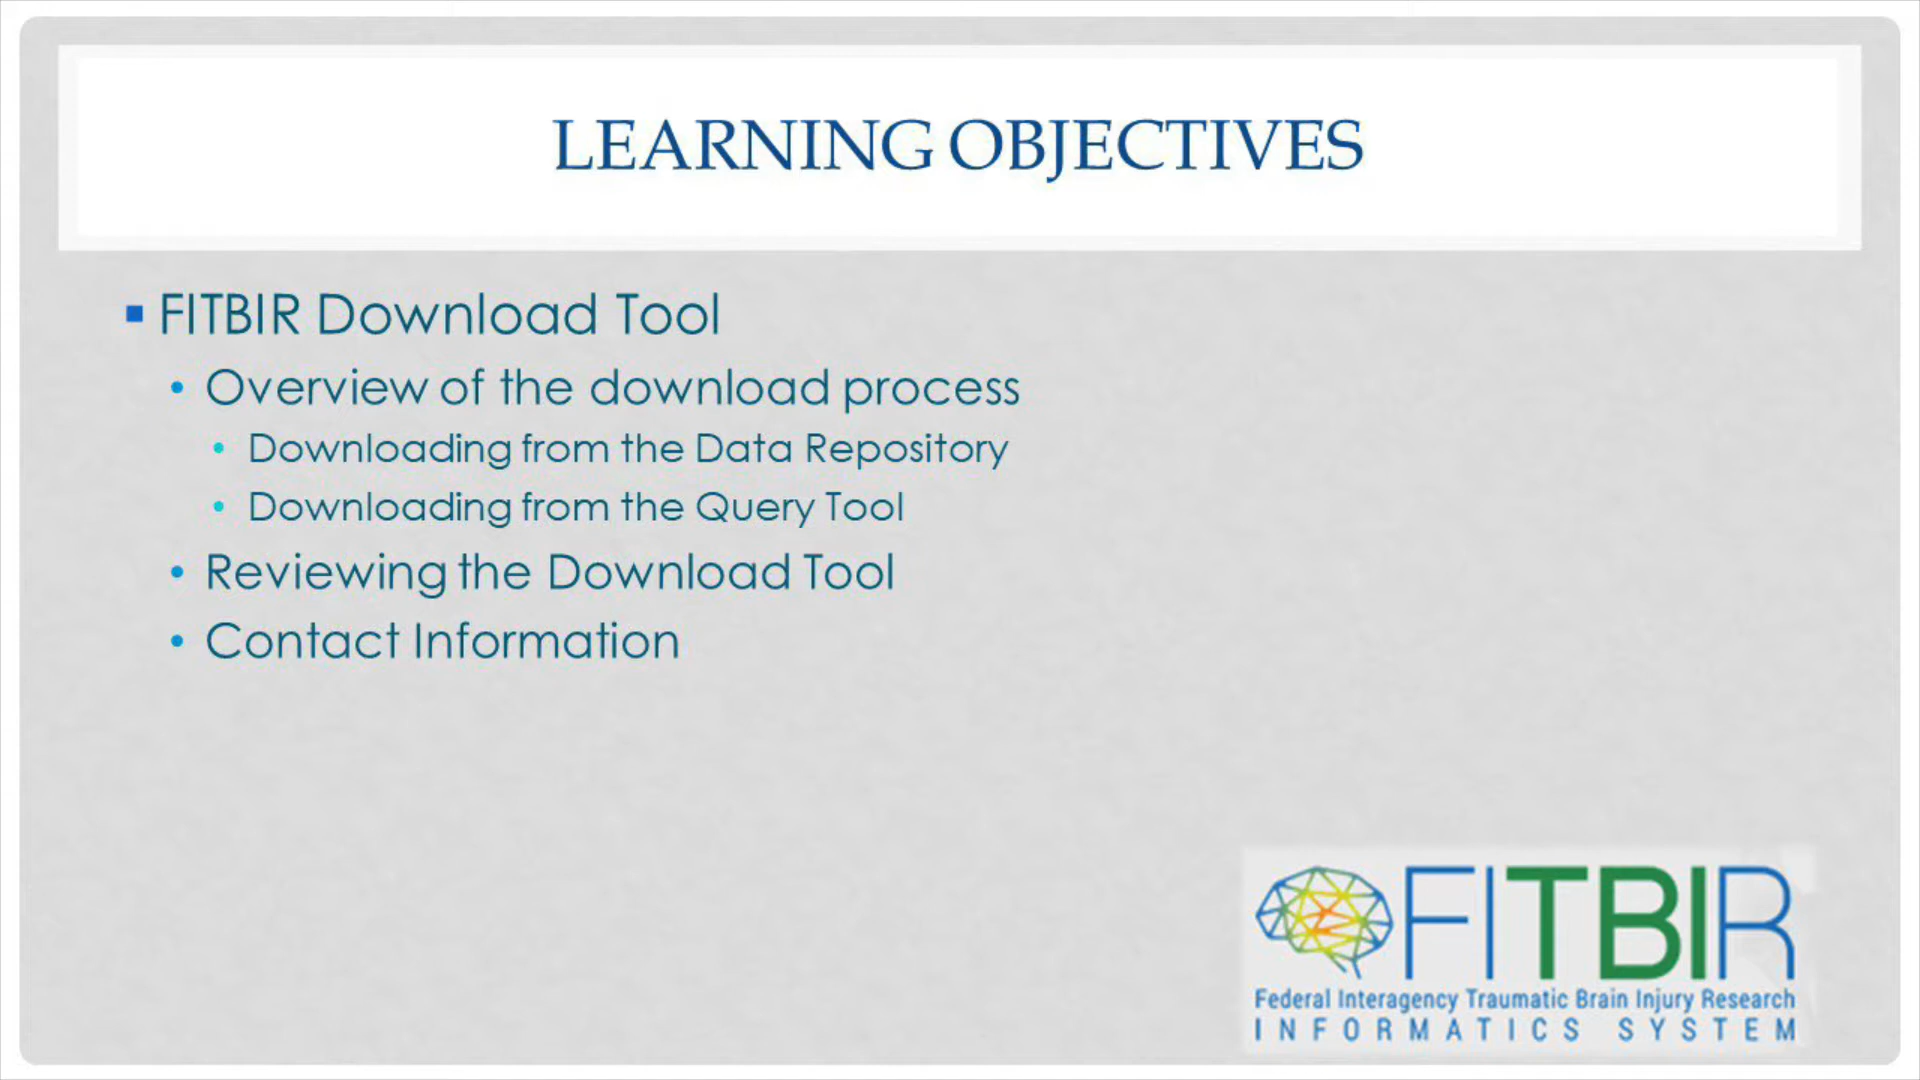 LEARNING OBJECTIVES
▪ FITBIR Download Tool
• Overview of the download process
• Downloading from the Data Repository
• Downloading from the Query Tool
• Reviewing the Download Tool
• Contact Information
FITBIR
Federal Interagency Traumatic Brain Injury Research
INFORMATICS SYSTEM